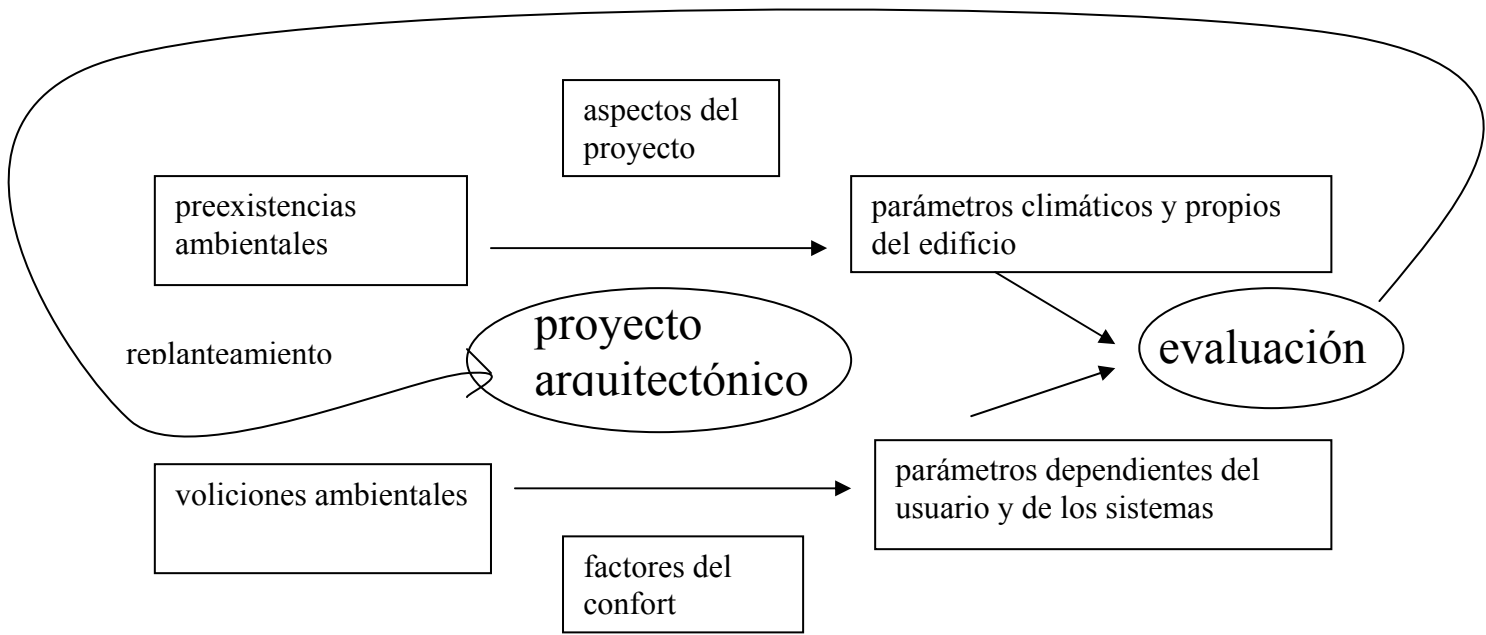 aspectos del
proyecto
preexistencias
ambientales
parámetros climáticos y propios
del edificio
replanteamiento
proyecto
arquitectónico
evaluación
voliciones ambientales
parámetros dependientes del
usuario y de los sistemas
factores del
confort